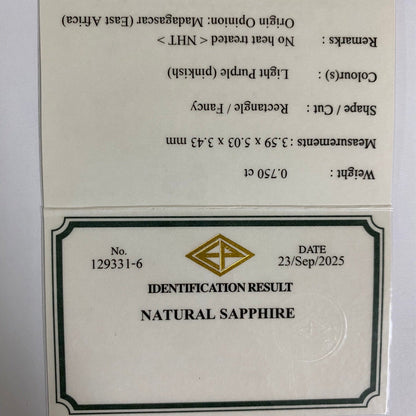 Weight : 0.750 ct
Measurements : 3.59 x 5.03 x 3.43 mm
Shape / Cut : Rectangle / Fancy
Colour(s) : Light Purple (pinkish)
Remarks : No heat treated < NHT >
Origin Opinion: Madagascar (East Africa)
No.
129331-6
DATE
23/Sep/2025
IDENTIFICATION RESULT
NATURAL SAPPHIRE